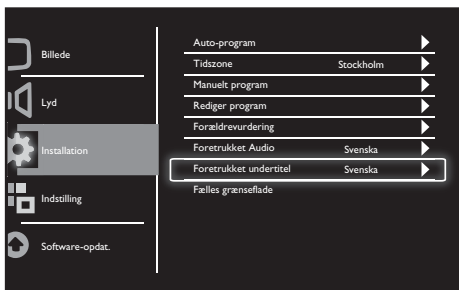 Billede
Lyd
Installation
Indstilling
Software-opdat.
Auto-program
Tidszone Stockholm
Manuelt program
Rediger program
Forældrevurdering
Foretrukket Audio Svenska
Foretrukket undertitel Svenska
Fælles grænseflade